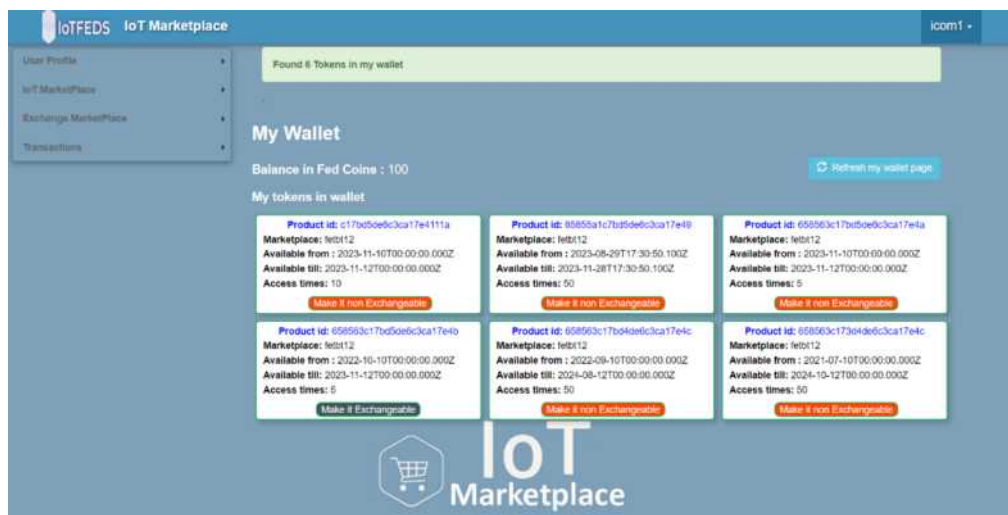 IoTFEDS IoT Marketplace
icom1
User Profile
IoT MarketPlace
Exchange MarketPlace
Transactions
Found 6 Tokens in my wallet
My Wallet
Balance in Fed Coins : 100
Refresh my wallet page
My tokens in wallet
Product id: c17bd5de6c3ca17e4111a
Marketplace: fetbt12
Available from : 2023-11-10T00:00:00.000Z
Available till: 2023-11-12T00:00:00.000Z
Access times: 10
Make it non Exchangeable
Product id: 65855a1c7bd5de6c3ca17e49
Marketplace: fetbt12
Available from : 2023-08-29T17:30:50.100Z
Available till: 2023-11-28T17:30:50.100Z
Access times: 50
Make it non Exchangeable
Product id: 658563c17bd5de6c3ca17e4a
Marketplace: fetbt12
Available from : 2023-11-10T00:00:00.000Z
Available till: 2023-11-12T00:00:00.000Z
Access times: 5
Make it non Exchangeable
Product id: 658563c17bd5de6c3ca17e4b
Marketplace: fetbt12
Available from : 2022-10-10T00:00:00.000Z
Available till: 2023-11-12T00:00:00.000Z
Access times: 5
Make it Exchangeable
Product id: 658563c17bd4de6c3ca17e4c
Marketplace: fetbt12
Available from : 2022-09-10T00:00:00.000Z
Available till: 2024-08-12T00:00:00.000Z
Access times: 50
Make it non Exchangeable
Product id: 658563c173d4de6c3ca17e4c
Marketplace: fetbt12
Available from : 2021-07-10T00:00:00.000Z
Available till: 2024-10-12T00:00:00.000Z
Access times: 50
Make it non Exchangeable
IoT
Marketplace